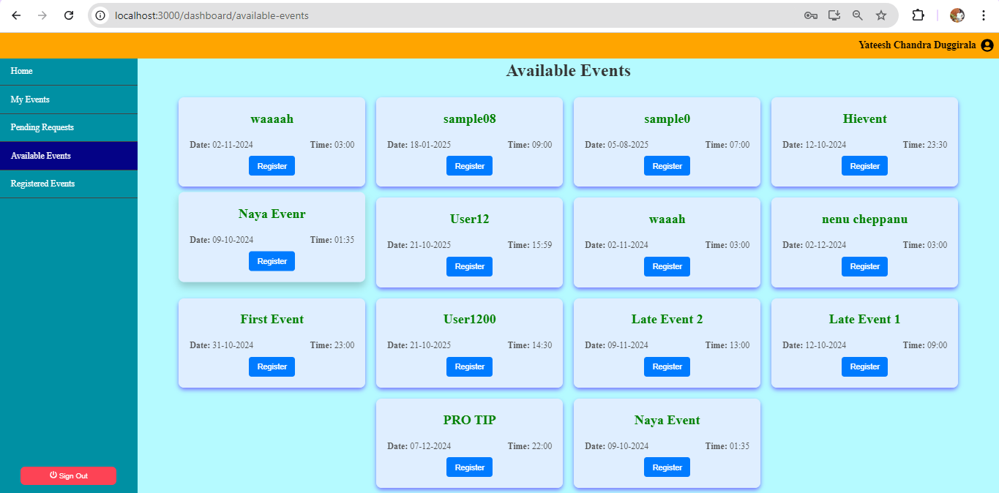 localhost:3000/dashboard/available-events
Yateesh Chandra Duggirala
Home
My Events
Pending Requests
Available Events
Registered Events
Sign Out
Available Events
waaaah
Date: 02-11-2024 Time: 03:00
Register
sample08
Date: 18-01-2025 Time: 09:00
Register
sample0
Date: 05-08-2025 Time: 07:00
Register
Hievent
Date: 12-10-2024 Time: 23:30
Register
Naya Evenr
Date: 09-10-2024 Time: 01:35
Register
User12
Date: 21-10-2025 Time: 15:59
Register
waaah
Date: 02-11-2024 Time: 03:00
Register
nenu cheppanu
Date: 02-12-2024 Time: 03:00
Register
First Event
Date: 31-10-2024 Time: 23:00
Register
User1200
Date: 21-10-2025 Time: 14:30
Register
Late Event 2
Date: 09-11-2024 Time: 13:00
Register
Late Event 1
Date: 12-10-2024 Time: 09:00
Register
PRO TIP
Date: 07-12-2024 Time: 22:00
Register
Naya Event
Date: 09-10-2024 Time: 01:35
Register